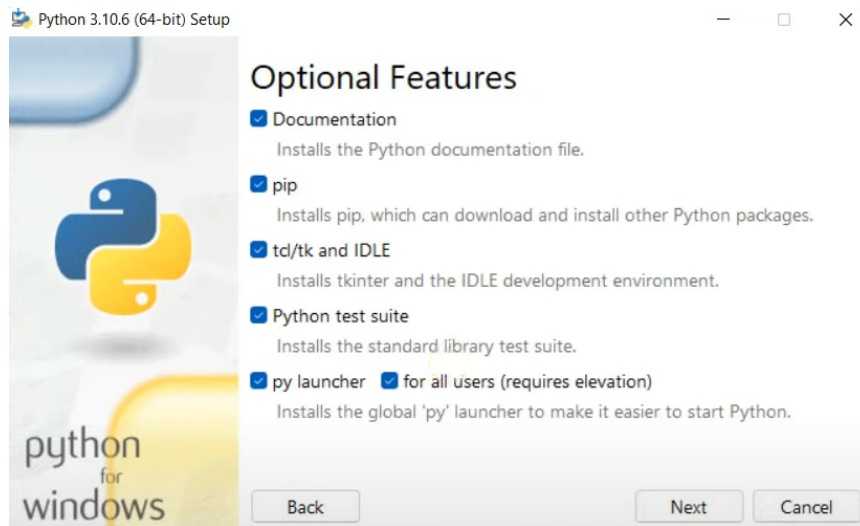 Python 3.10.6 (64-bit) Setup
Optional Features
Documentation
Installs the Python documentation file.
pip
Installs pip, which can download and install other Python packages.
tcl/tk and IDLE
Installs tkinter and the IDLE development environment.
Python test suite
Installs the standard library test suite.
py launcher for all users (requires elevation)
Installs the global 'py' launcher to make it easier to start Python.
python
for
windows
Back Next Cancel